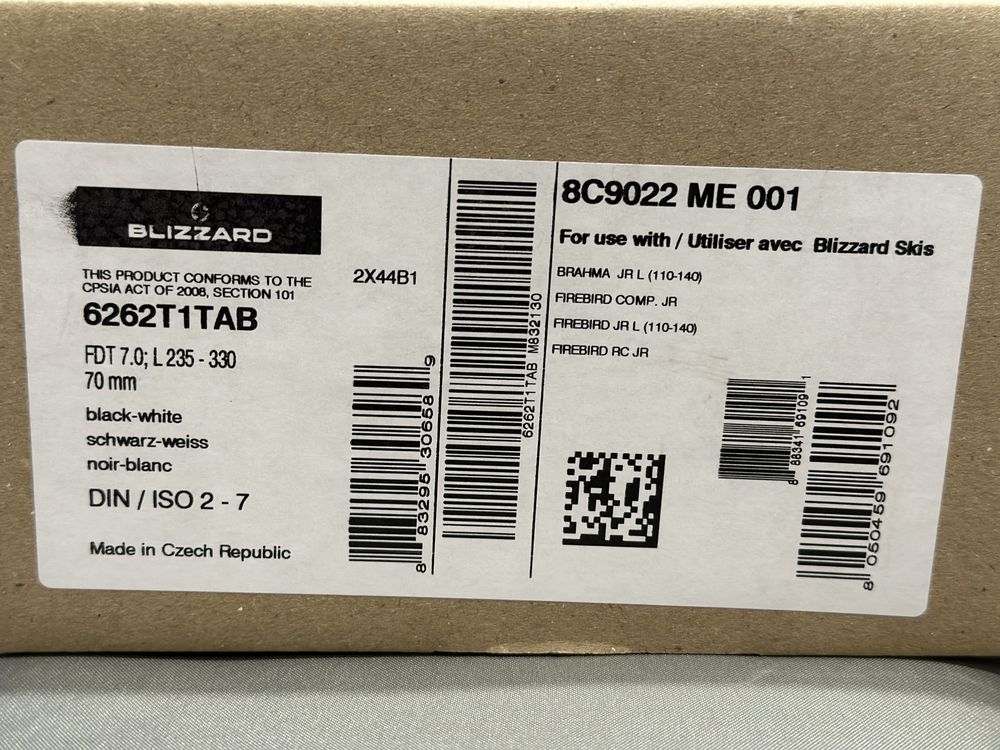 BLIZZARD
THIS PRODUCT CONFORMS TO THE
CPSIA ACT OF 2008, SECTION 101
2X44B1
6262T1TAB
FDT 7.0; L 235 - 330
70 mm
black-white
schwarz-weiss
noir-blanc
DIN / ISO 2 - 7
Made in Czech Republic
8 83295 30658 9
6262T1TAB M832130
8C9022 ME 001
For use with / Utiliser avec Blizzard Skis
BRAHMA JR L (110-140)
FIREBIRD COMP. JR
FIREBIRD JR L (110-140)
FIREBIRD RC JR
8 88341 69109 1
8 050459 691092